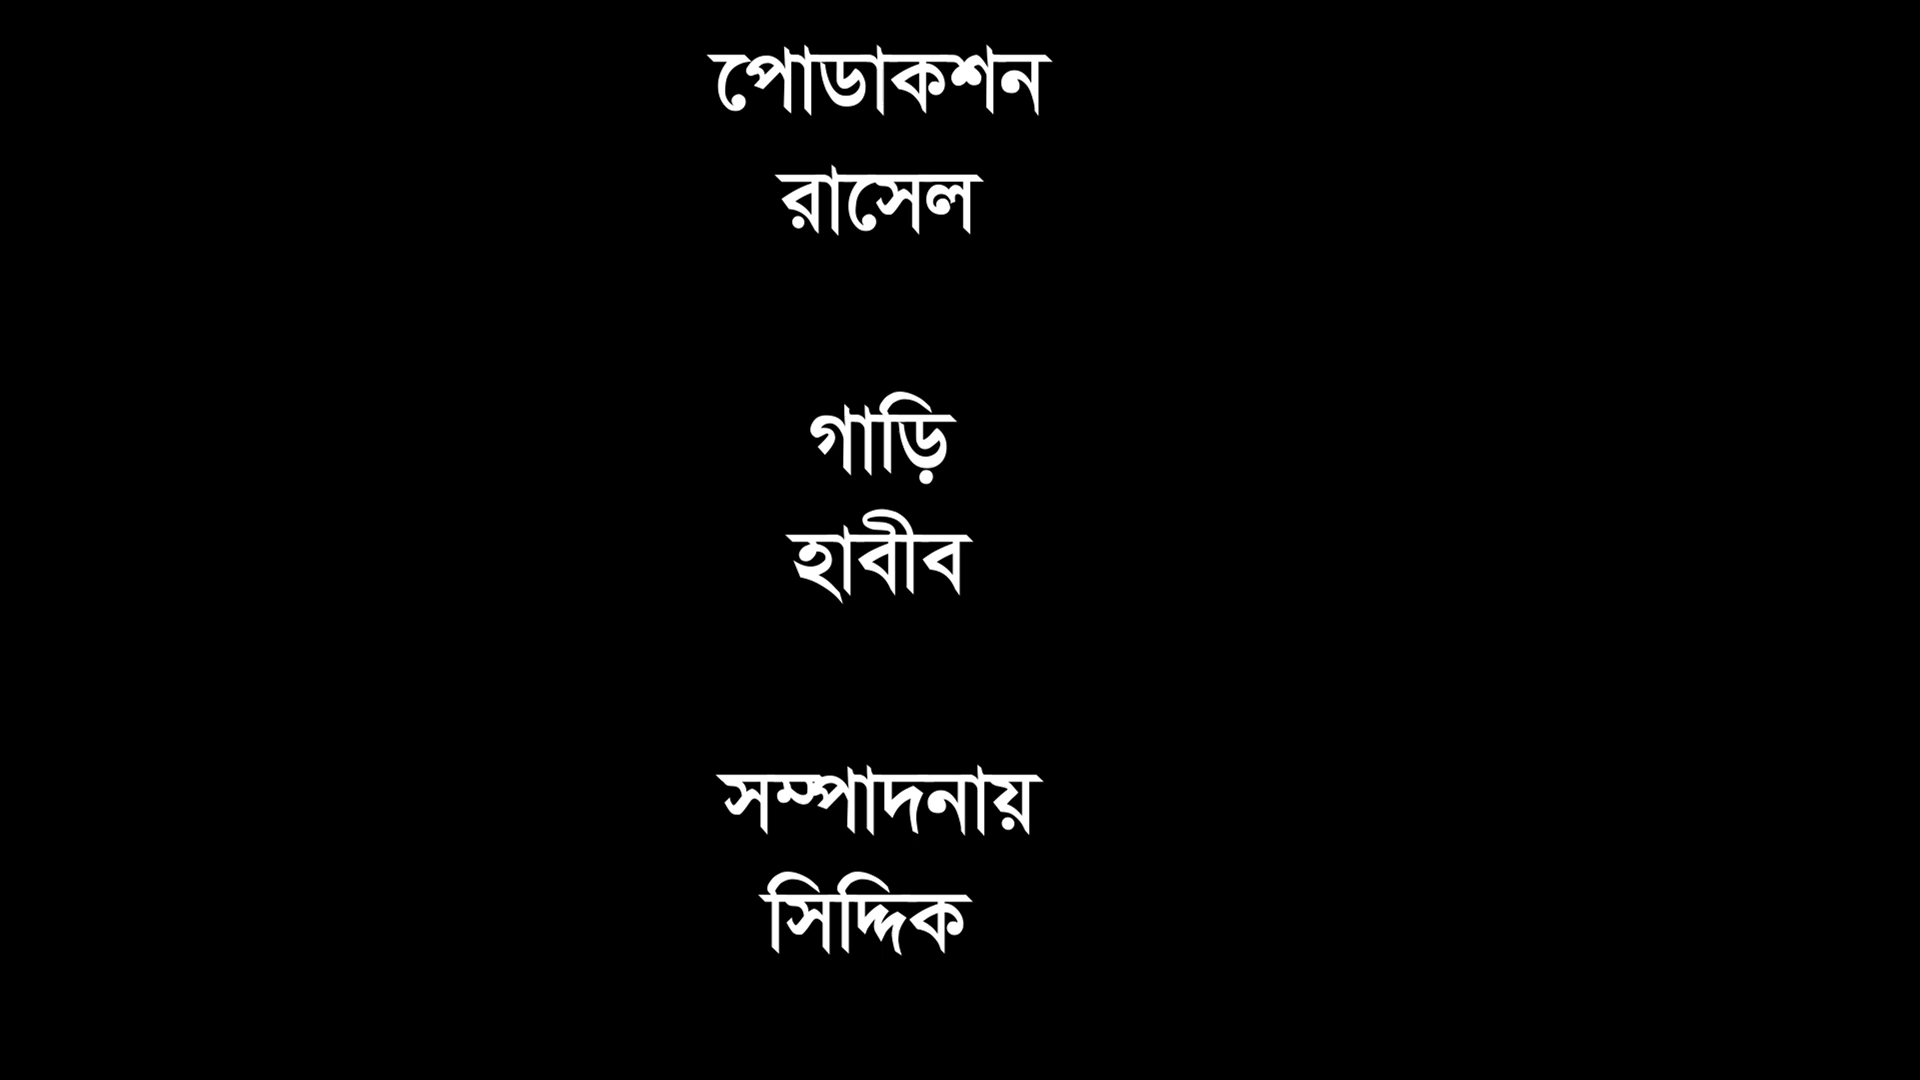 পোডাকশন
রাসেল
গাড়ি
হাবীব
সম্পাদনায়
সিদ্দিক